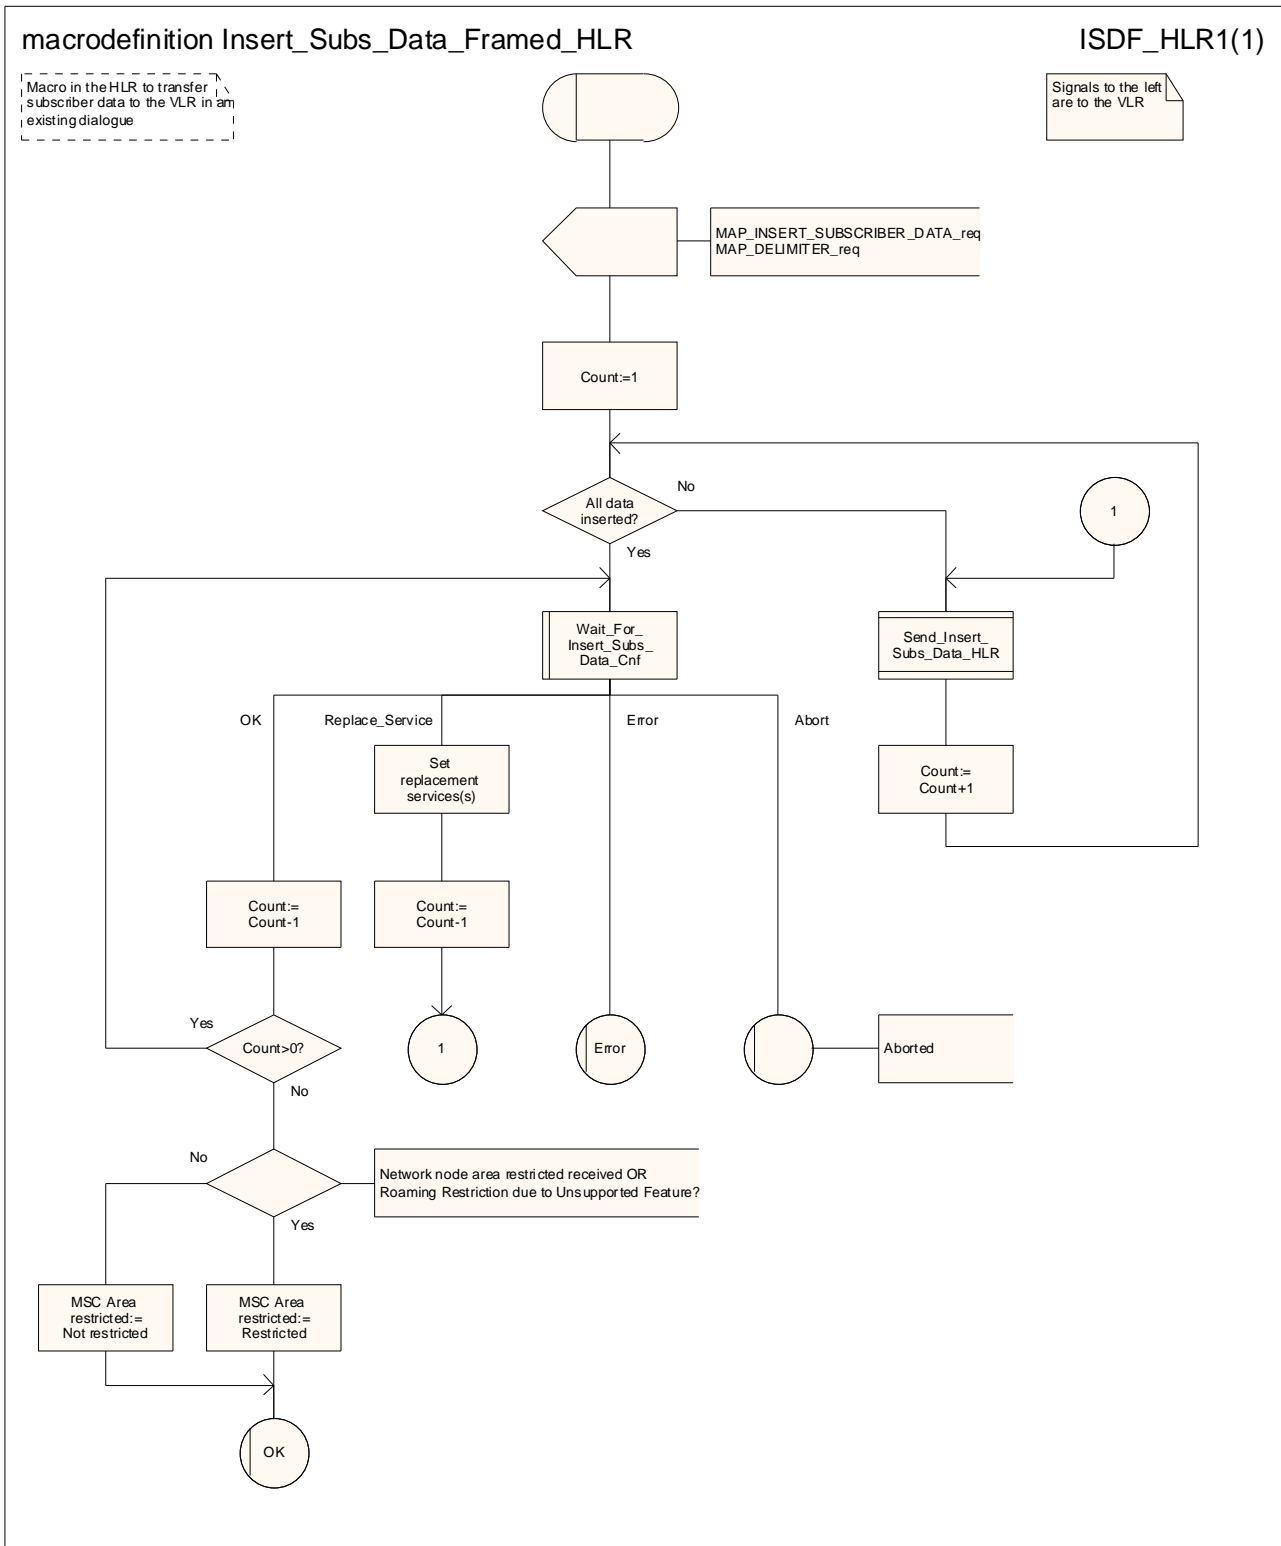 macrodefinition Insert_Subs_Data_Framed_HLR
ISDF_HLR1(1)
Macro in the HLR to transfer
subscriber data to the VLR in an
existing dialogue
Signals to the left
are to the VLR
MAP_INSERT_SUBSCRIBER_DATA_req
MAP_DELIMITER_req
Count:=1
All data
inserted?
No
Yes
1
Wait_For_
Insert_Subs_
Data_Cnf
Send_Insert_
Subs_Data_HLR
OK
Replace_Service
Error
Abort
Set
replacement
services(s)
Count:=
Count+1
Count:=
Count-1
Count:=
Count-1
Yes
Count>0?
No
1
Error
Aborted
No
Network node area restricted received OR
Roaming Restriction due to Unsupported Feature?
Yes
MSC Area
restricted:=
Not restricted
MSC Area
restricted:=
Restricted
OK